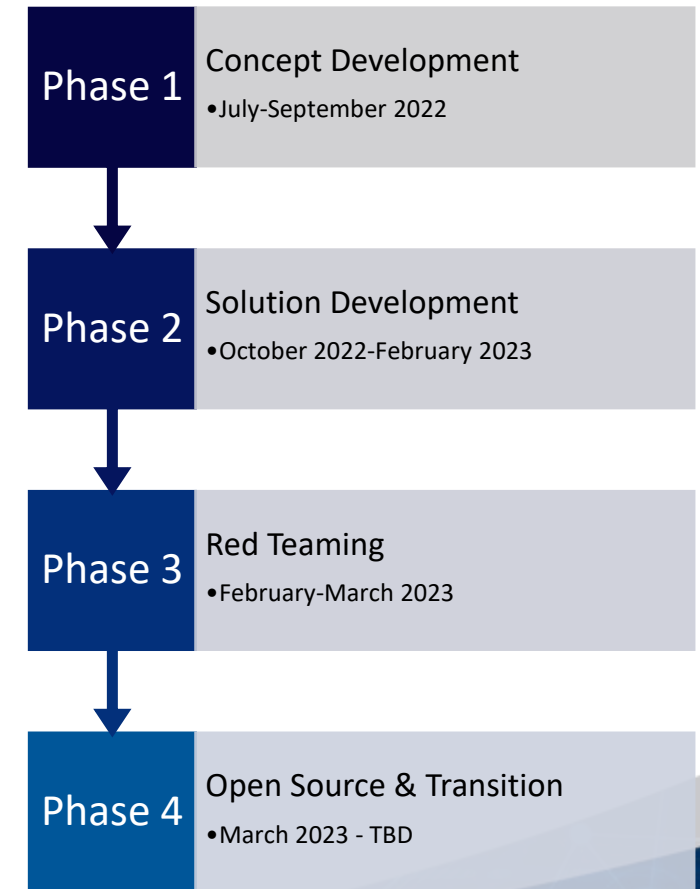 Phase 1
Concept Development
•July-September 2022
Phase 2
Solution Development
•October 2022-February 2023
Phase 3
Red Teaming
•February-March 2023
Phase 4
Open Source & Transition
•March 2023 - TBD